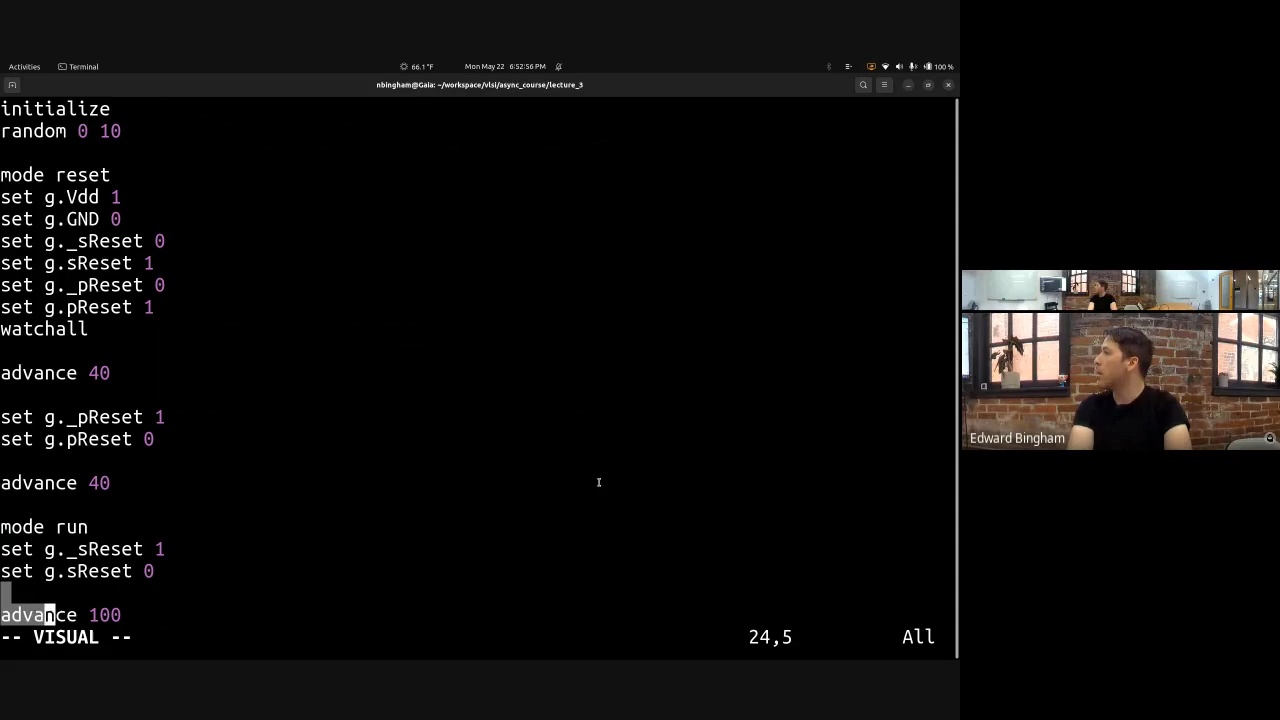 Activities Terminal 66.1 °F Mon May 22 6:52:56 PM 100 %
nbingham@Gaia: ~/workspace/vlsi/async_course/lecture_3
initialize
random 0 10
mode reset
set g.Vdd 1
set g.GND 0
set g._sReset 0
set g.sReset 1
set g._pReset 0
set g.pReset 1
watchall
advance 40
set g._pReset 1
set g.pReset 0
advance 40
mode run
set g._sReset 1
set g.sReset 0
advance 100
-- VISUAL -- 24,5 All
Edward Bingham